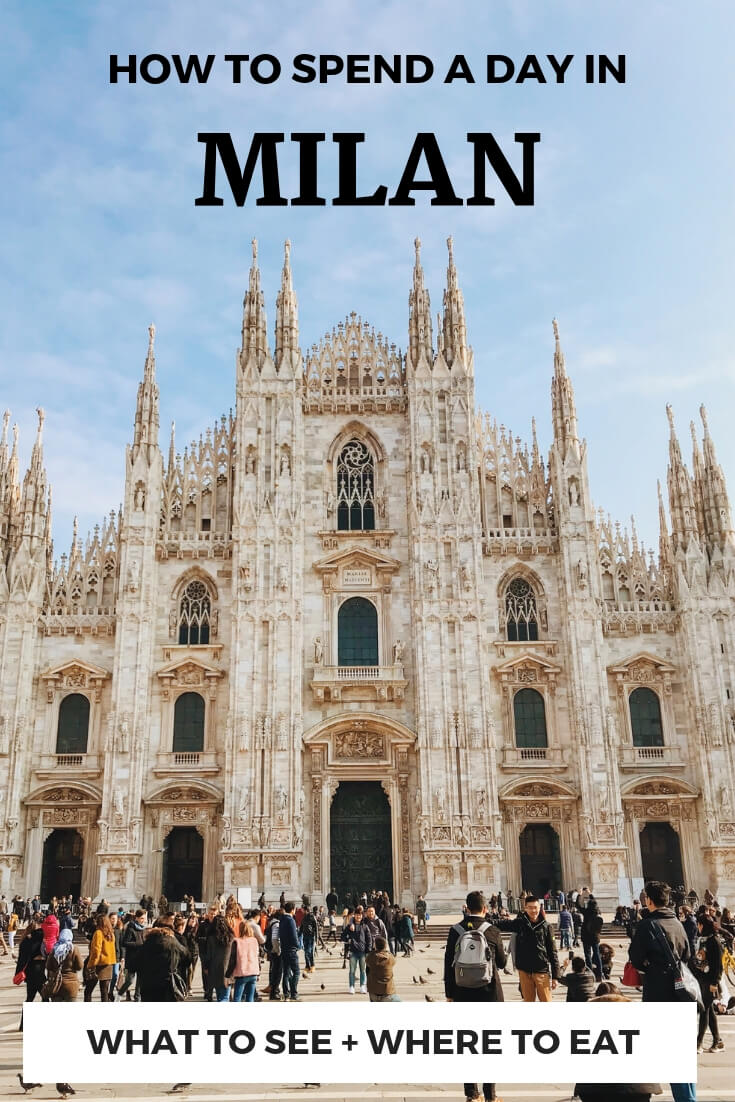 HOW TO SPEND A DAY IN
MILAN
WHAT TO SEE + WHERE TO EAT